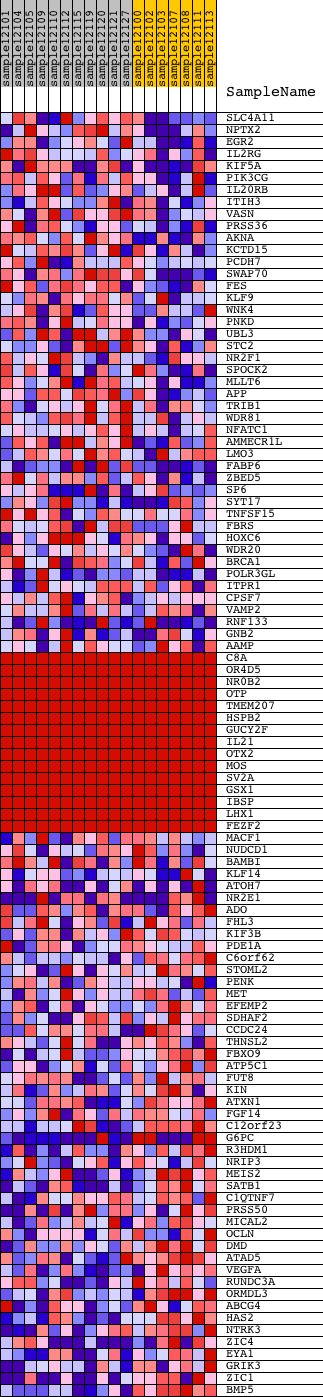 sample12101
sample12104
sample12105
sample12109
sample12110
sample12112
sample12115
sample12119
sample12120
sample12126
sample12127
sample12100
sample12102
sample12103
sample12107
sample12108
sample12111
sample12113
SampleName
SLC4A11
NPTX2
EGR2
IL2RG
KIF5A
PIK3CG
IL20RB
ITIH3
VASN
PRSS36
AKNA
KCTD15
PCDH7
SWAP70
FES
KLF9
WNK4
PNKD
UBL3
STC2
NR2F1
SPOCK2
MLLT6
APP
TRIB1
WDR81
NFATC1
AMMECR1L
LMO3
FABP6
ZBED5
SP6
SYT17
TNFSF15
FBRS
HOXC6
WDR20
BRCA1
POLR3GL
ITPR1
CPSF7
VAMP2
RNF133
GNB2
AAMP
C8A
OR4D5
NR0B2
OTP
TMEM207
HSPB2
GUCY2F
IL21
OTX2
MOS
SV2A
GSX1
IBSP
LHX1
FEZF2
MACF1
NUDCD1
BAMBI
KLF14
ATOH7
NR2E1
ADO
FHL3
KIF3B
PDE1A
C6orf62
STOML2
PENK
MET
EFEMP2
SDHAF2
CCDC24
THNSL2
FBXO9
ATP5C1
FUT8
KIN
ATXN1
FGF14
C12orf23
G6PC
R3HDM1
NRIP3
MEIS2
SATB1
C1QTNF7
PRSS50
MICAL2
OCLN
DMD
ATAD5
VEGFA
RUNDC3A
ORMDL3
ABCG4
HAS2
NTRK3
ZIC4
EYA1
GRIK3
ZIC1
BMP5